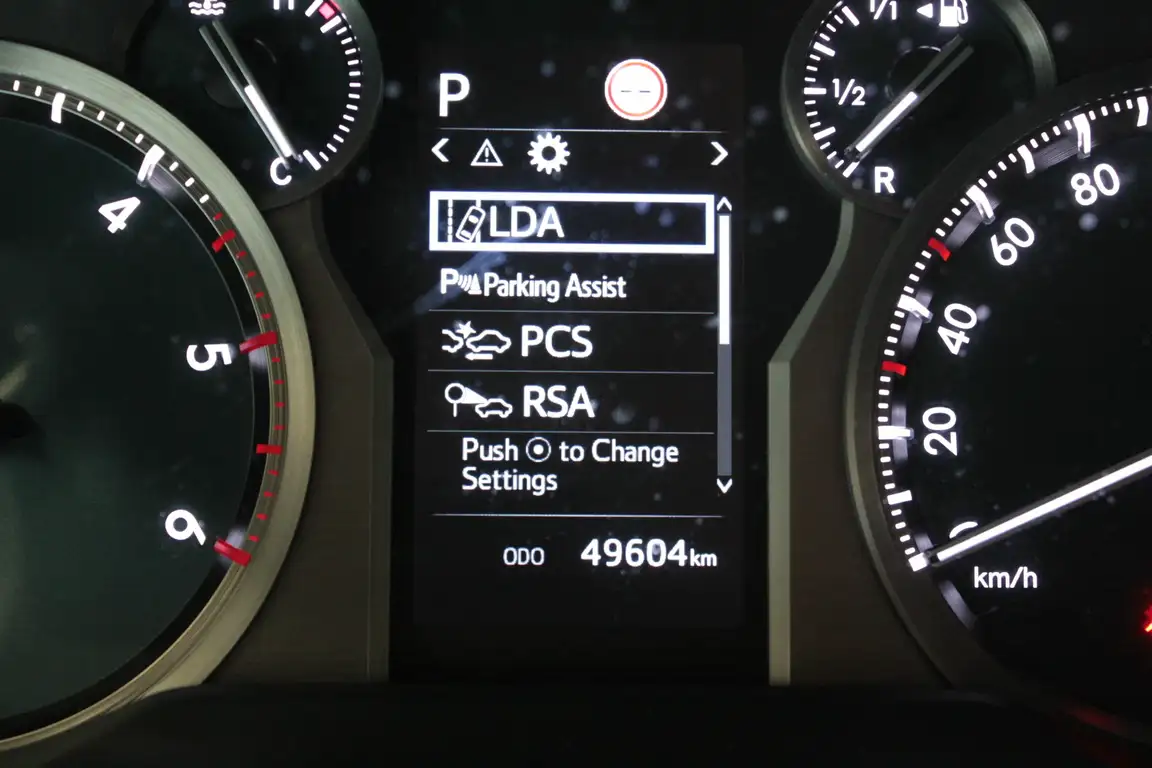 H
C
4
5
6
P
--
LDA
P Parking Assist
PCS
RSA
Push to Change
Settings
ODO 49604km
1/1
1/2
R
80
60
40
20
0
km/h